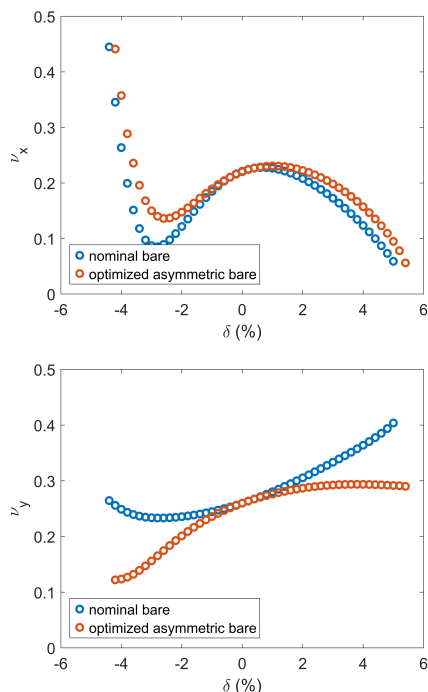 0.5
0.4
0.3
0.2
0.1
0
ν_x
nominal bare
optimized asymmetric bare
-6 -4 -2 0 2 4 6
δ (%)
0.5
0.4
0.3
0.2
0.1
0
ν_y
nominal bare
optimized asymmetric bare
-6 -4 -2 0 2 4 6
δ (%)